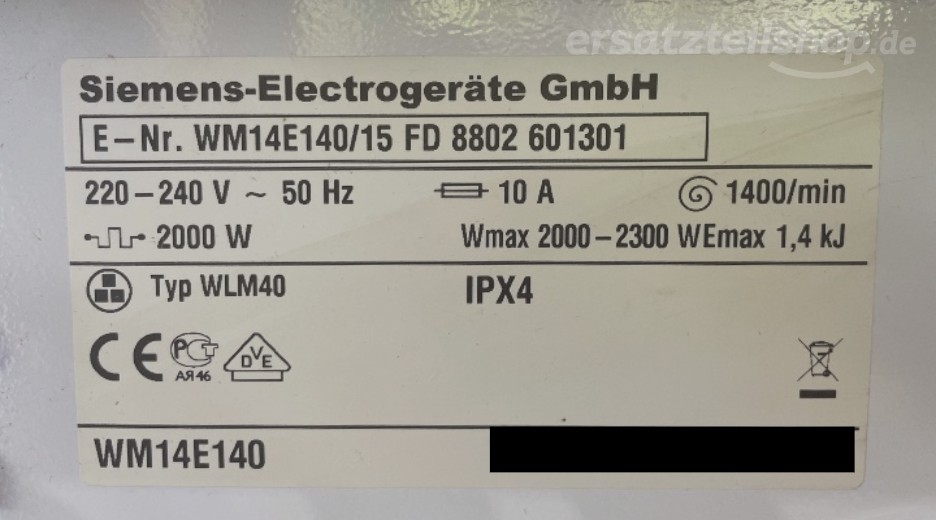 ersatzteilshop.de
Siemens-Electrogeräte GmbH
E-Nr. WM14E140/15 FD 8802 601301
220-240 V ~ 50 Hz 10 A 1400/min
2000 W Wmax 2000-2300 WEmax 1,4 kJ
Typ WLM40 IPX4
CE PCT DVE
АЯ46
WM14E140